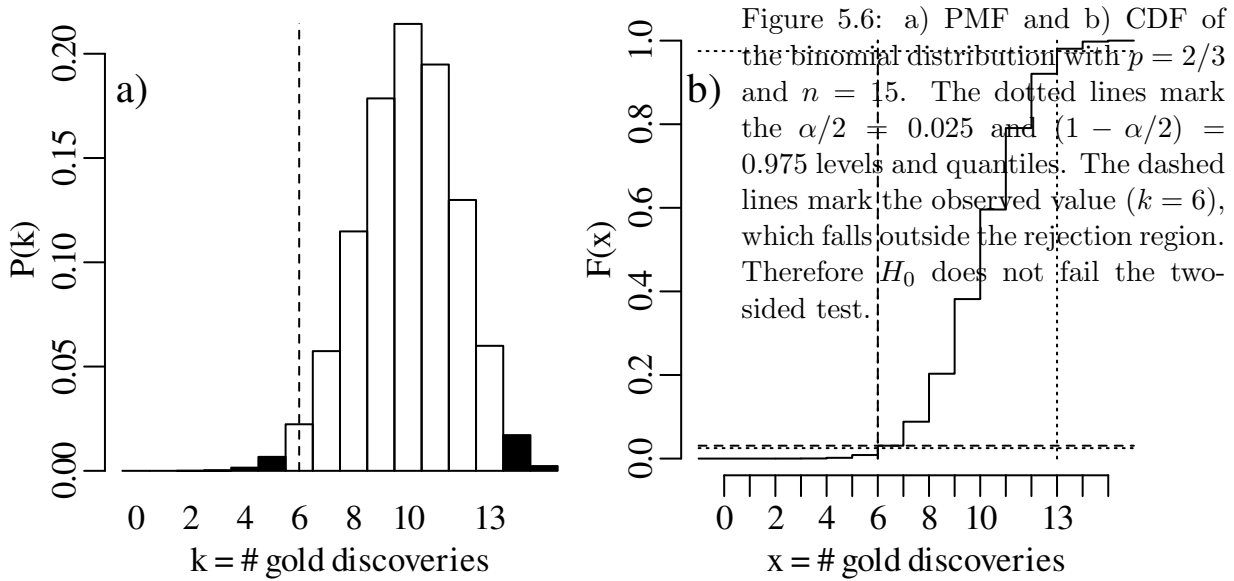 a)
P(k)
0.20
0.15
0.10
0.05
0.00
0 2 4 6 8 10 13
k = # gold discoveries
b)
F(x)
1.0
0.8
0.6
0.4
0.2
0.0
0 2 4 6 8 10 13
x = # gold discoveries
Figure 5.6: a) PMF and b) CDF of
the binomial distribution with p = 2/3
and n = 15. The dotted lines mark
the α/2 = 0.025 and (1 − α/2) =
0.975 levels and quantiles. The dashed
lines mark the observed value (k = 6),
which falls outside the rejection region.
Therefore H₀ does not fail the two-
sided test.